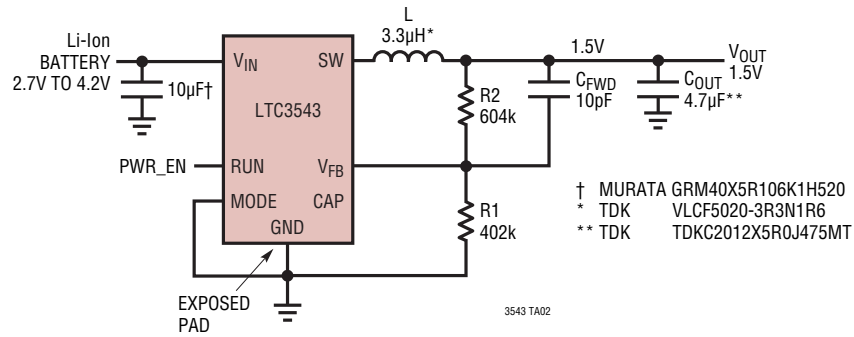 L
3.3µH*
Li-Ion
BATTERY
2.7V TO 4.2V
10µF†
VIN
SW
1.5V
VOUT
1.5V
CFWD
10pF
COUT
4.7µF**
R2
604k
LTC3543
PWR_EN
RUN
VFB
MODE
CAP
GND
R1
402k
† MURATA GRM40X5R106K1H520
* TDK VLCF5020-3R3N1R6
** TDK TDKC2012X5R0J475MT
EXPOSED
PAD
3543 TA02